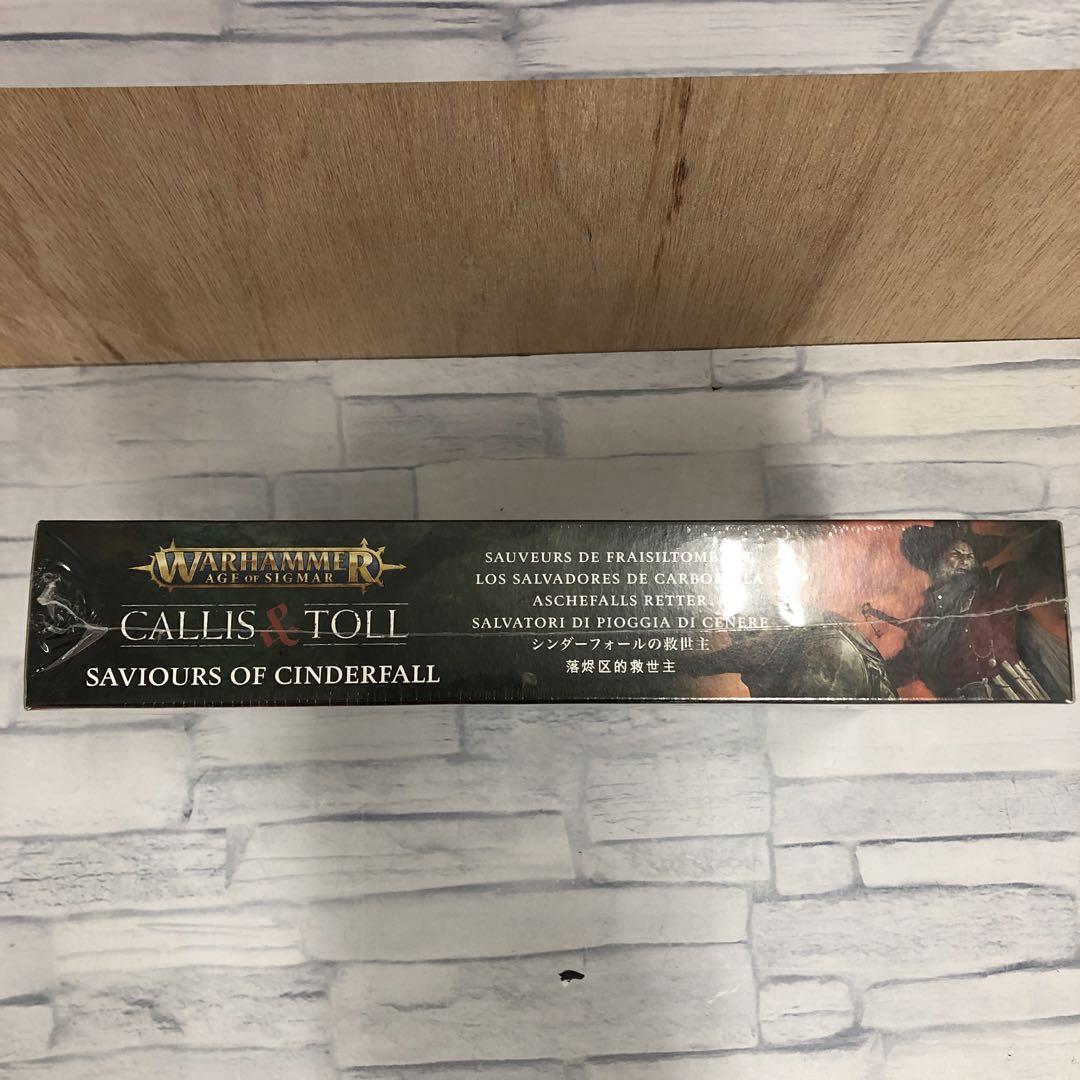 WARHAMMER
AGE OF SIGMAR
CALLIS & TOLL
SAVIOURS OF CINDERFALL
SAUVEURS DE
LOS SALVADORES DE
ASCHEFALLS RETTER
SALVATORI DI PIOGGIA DI CENERE
シンダーフォールの救世主
落烬区的救世主